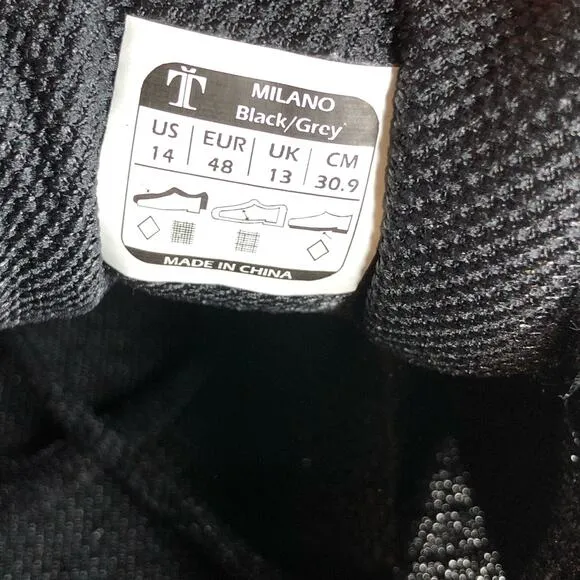 Ť
MILANO
Black/Grey
US EUR UK CM
14 48 13 30.9
MADE IN CHINA